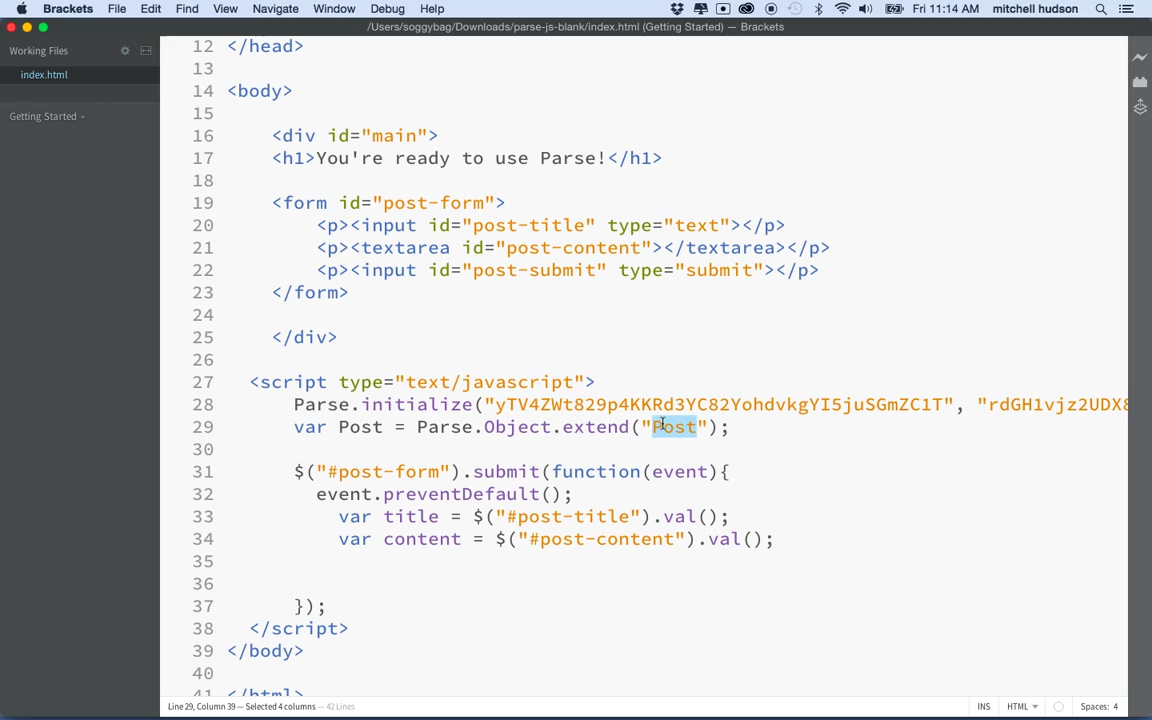 Brackets File Edit Find View Navigate Window Debug Help Fri 11:14 AM mitchell hudson
/Users/soggybag/Downloads/parse-js-blank/index.html (Getting Started) — Brackets
Working Files
index.html
Getting Started
12 </head>
13
14 <body>
15
16 <div id="main">
17 <h1>You're ready to use Parse!</h1>
18
19 <form id="post-form">
20 <p><input id="post-title" type="text"></p>
21 <p><textarea id="post-content"></textarea></p>
22 <p><input id="post-submit" type="submit"></p>
23 </form>
24
25 </div>
26
27 <script type="text/javascript">
28 Parse.initialize("yTV4ZWt829p4KKRd3YC82YohdvkgYI5juSGmZC1T", "rdGH1vjz2UDX8
29 var Post = Parse.Object.extend("Post");
30
31 $("#post-form").submit(function(event){
32 event.preventDefault();
33 var title = $("#post-title").val();
34 var content = $("#post-content").val();
35
36
37 });
38 </script>
39 </body>
40
41 </html>
Line 29, Column 39 — Selected 4 columns — 42 Lines INS HTML Spaces: 4